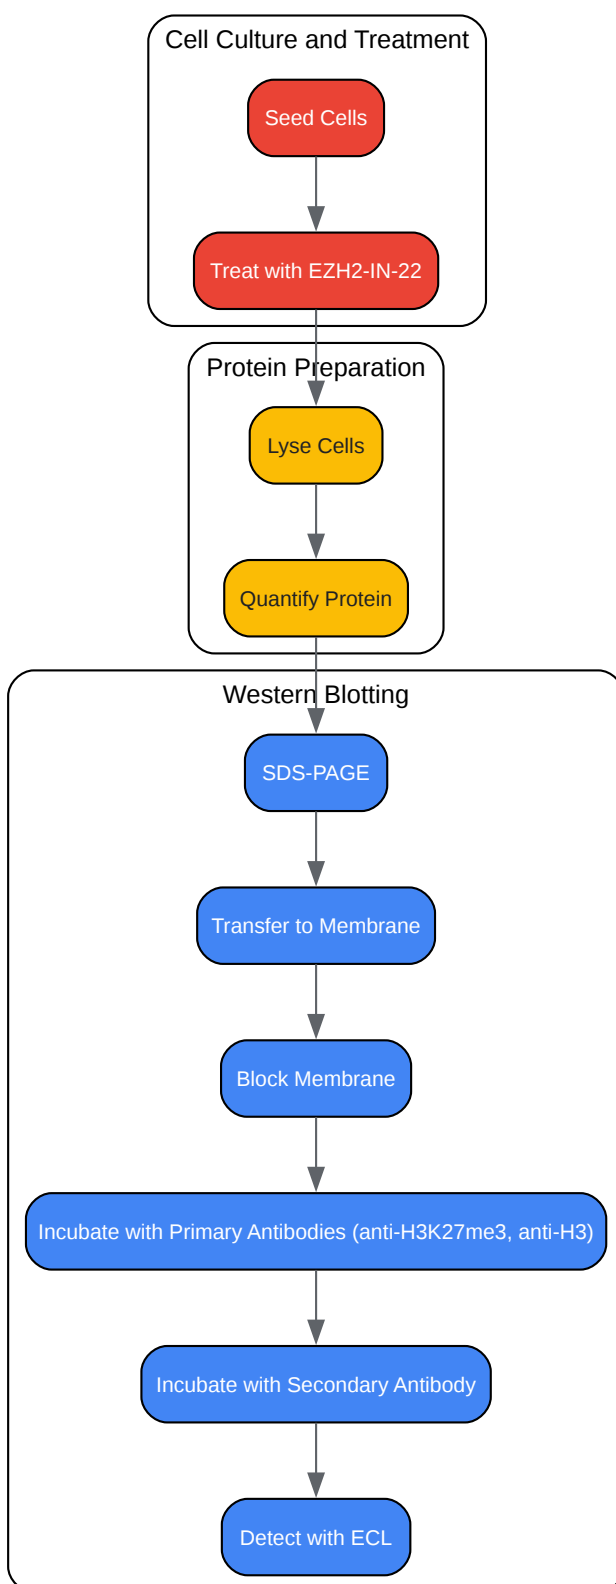 Cell Culture and Treatment
Seed Cells
Treat with EZH2-IN-22
Protein Preparation
Lyse Cells
Quantify Protein
Western Blotting
SDS-PAGE
Transfer to Membrane
Block Membrane
Incubate with Primary Antibodies (anti-H3K27me3, anti-H3)
Incubate with Secondary Antibody
Detect with ECL